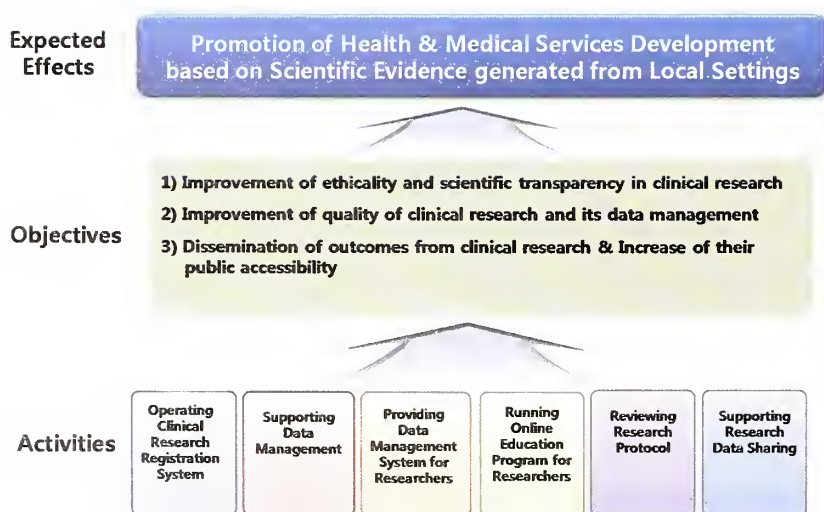 Expected
Effects
Promotion of Health & Medical Services Development
based on Scientific Evidence generated from Local Settings
Objectives
1) Improvement of ethicality and scientific transparency in clinical research
2) Improvement of quality of clinical research and its data management
3) Dissemination of outcomes from clinical research & Increase of their
public accessibility
Activities
Operating
Clinical
Research
Registration
System
Supporting
Data
Management
Providing
Data
Management
System for
Researchers
Running
Online
Education
Program for
Researchers
Reviewing
Research
Protocol
Supporting
Research
Data Sharing